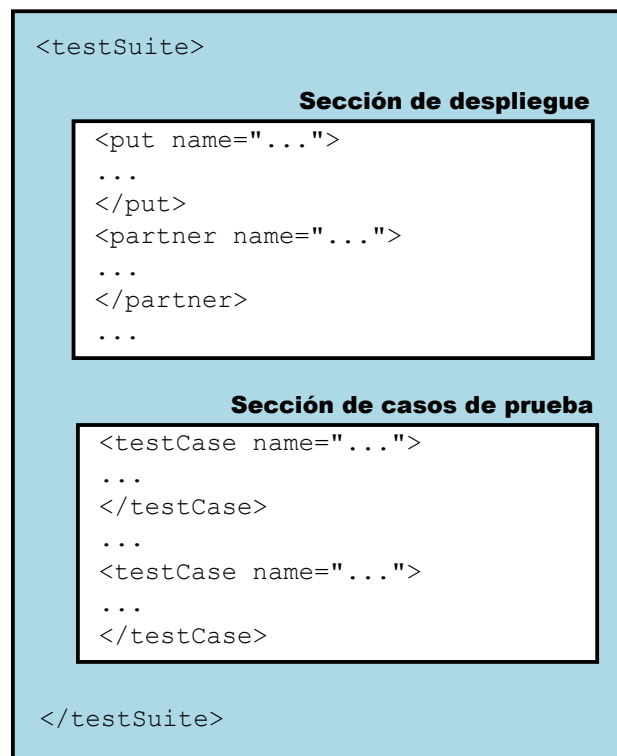 <testSuite>
Sección de despliegue
<put name="...">
...
</put>
<partner name="...">
...
</partner>
...
Sección de casos de prueba
<testCase name="...">
...
</testCase>
...
<testCase name="...">
...
</testCase>
</testSuite>